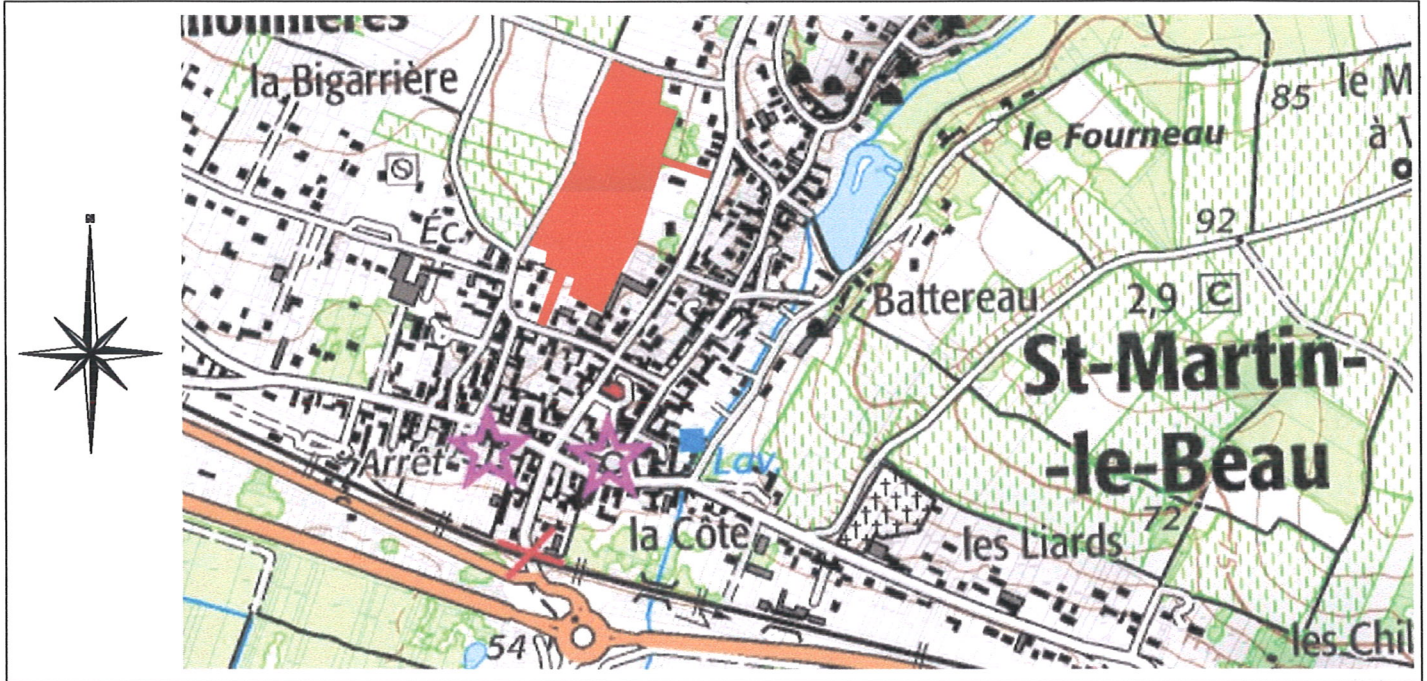 la Bigarrière
85
le M
le Fourneau
à
92
Éc.
Battereau
2,9
C
St-Martin-
-le-Beau
Arrêt
Lav.
la Côte
72
les Liards
54
les Chil